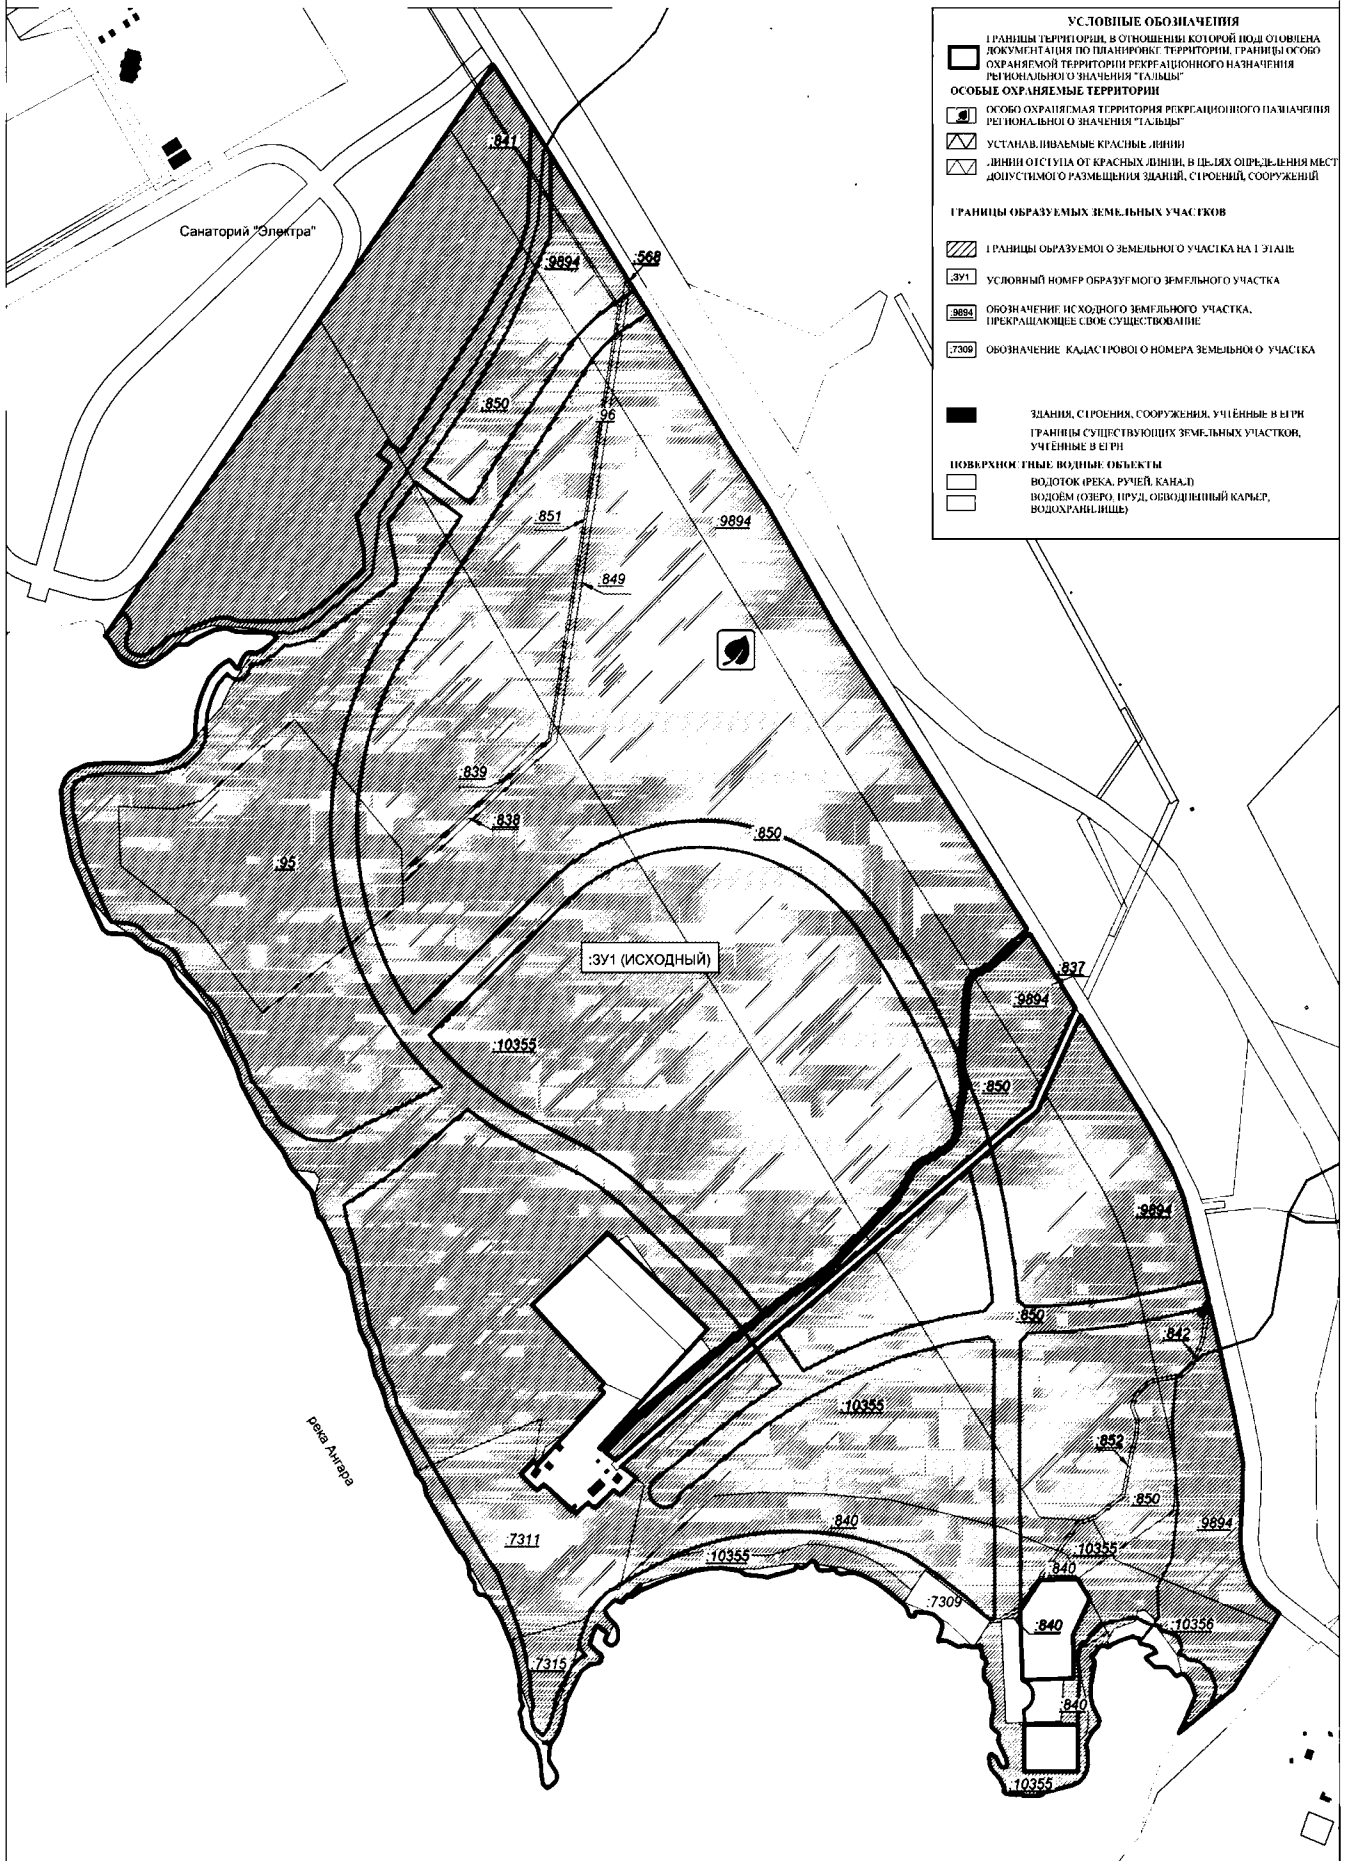 УСЛОВНЫЕ ОБОЗНАЧЕНИЯ
ГРАНИЦЫ ТЕРРИТОРИИ, В ОТНОШЕНИИ КОТОРОЙ ПОДГОТОВЛЕНА
ДОКУМЕНТАЦИЯ ПО ПЛАНИРОВКЕ ТЕРРИТОРИИ, ГРАНИЦЫ ОСОБО
ОХРАНЯЕМОЙ ТЕРРИТОРИИ РЕКРЕАЦИОННОГО НАЗНАЧЕНИЯ
РЕГИОНАЛЬНОГО ЗНАЧЕНИЯ "ТАЛЬЦЫ"
ОСОБЫЕ ОХРАНЯЕМЫЕ ТЕРРИТОРИИ
ОСОБО ОХРАНЯЕМАЯ ТЕРРИТОРИЯ РЕКРЕАЦИОННОГО НАЗНАЧЕНИЯ
РЕГИОНАЛЬНОГО ЗНАЧЕНИЯ "ТАЛЬЦЫ"
УСТАНАВЛИВАЕМЫЕ КРАСНЫЕ ЛИНИИ
ЛИНИИ ОТСТУПА ОТ КРАСНЫХ ЛИНИЙ, В ЦЕЛЯХ ОПРЕДЕЛЕНИЯ МЕСТ
ДОПУСТИМОГО РАЗМЕЩЕНИЯ ЗДАНИЙ, СТРОЕНИЙ, СООРУЖЕНИЙ
ГРАНИЦЫ ОБРАЗУЕМЫХ ЗЕМЕЛЬНЫХ УЧАСТКОВ
ГРАНИЦЫ ОБРАЗУЕМОГО ЗЕМЕЛЬНОГО УЧАСТКА НА 1 ЭТАПЕ
:ЗУ1 УСЛОВНЫЙ НОМЕР ОБРАЗУЕМОГО ЗЕМЕЛЬНОГО УЧАСТКА
:9894 ОБОЗНАЧЕНИЕ ИСХОДНОГО ЗЕМЕЛЬНОГО УЧАСТКА,
ПРЕКРАЩАЮЩЕЕ СВОЕ СУЩЕСТВОВАНИЕ
:7309 ОБОЗНАЧЕНИЕ КАДАСТРОВОГО НОМЕРА ЗЕМЕЛЬНОГО УЧАСТКА
ЗДАНИЯ, СТРОЕНИЯ, СООРУЖЕНИЯ, УЧТЁННЫЕ В ЕГРН
ГРАНИЦЫ СУЩЕСТВУЮЩИХ ЗЕМЕЛЬНЫХ УЧАСТКОВ,
УЧТЁННЫЕ В ЕГРН
ПОВЕРХНОСТНЫЕ ВОДНЫЕ ОБЪЕКТЫ
ВОДОТОК (РЕКА, РУЧЕЙ, КАНАЛ)
ВОДОЁМ (ОЗЕРО, ПРУД, ОБВОДНЕННЫЙ КАРЬЕР,
ВОДОХРАНИЛИЩЕ)
:841
Санаторий "Электра"
:568
:9894
:850
96
:851
:9894
:849
:839
:838
:850
:95
:ЗУ1 (ИСХОДНЫЙ)
:837
:9894
:10355
:850
:9894
:850
:842
:10355
река Ангара
:852
:850
:840
:9894
:7311
:10355
:10355
:840
:7309
:840
:10356
:7315
:840
:10355